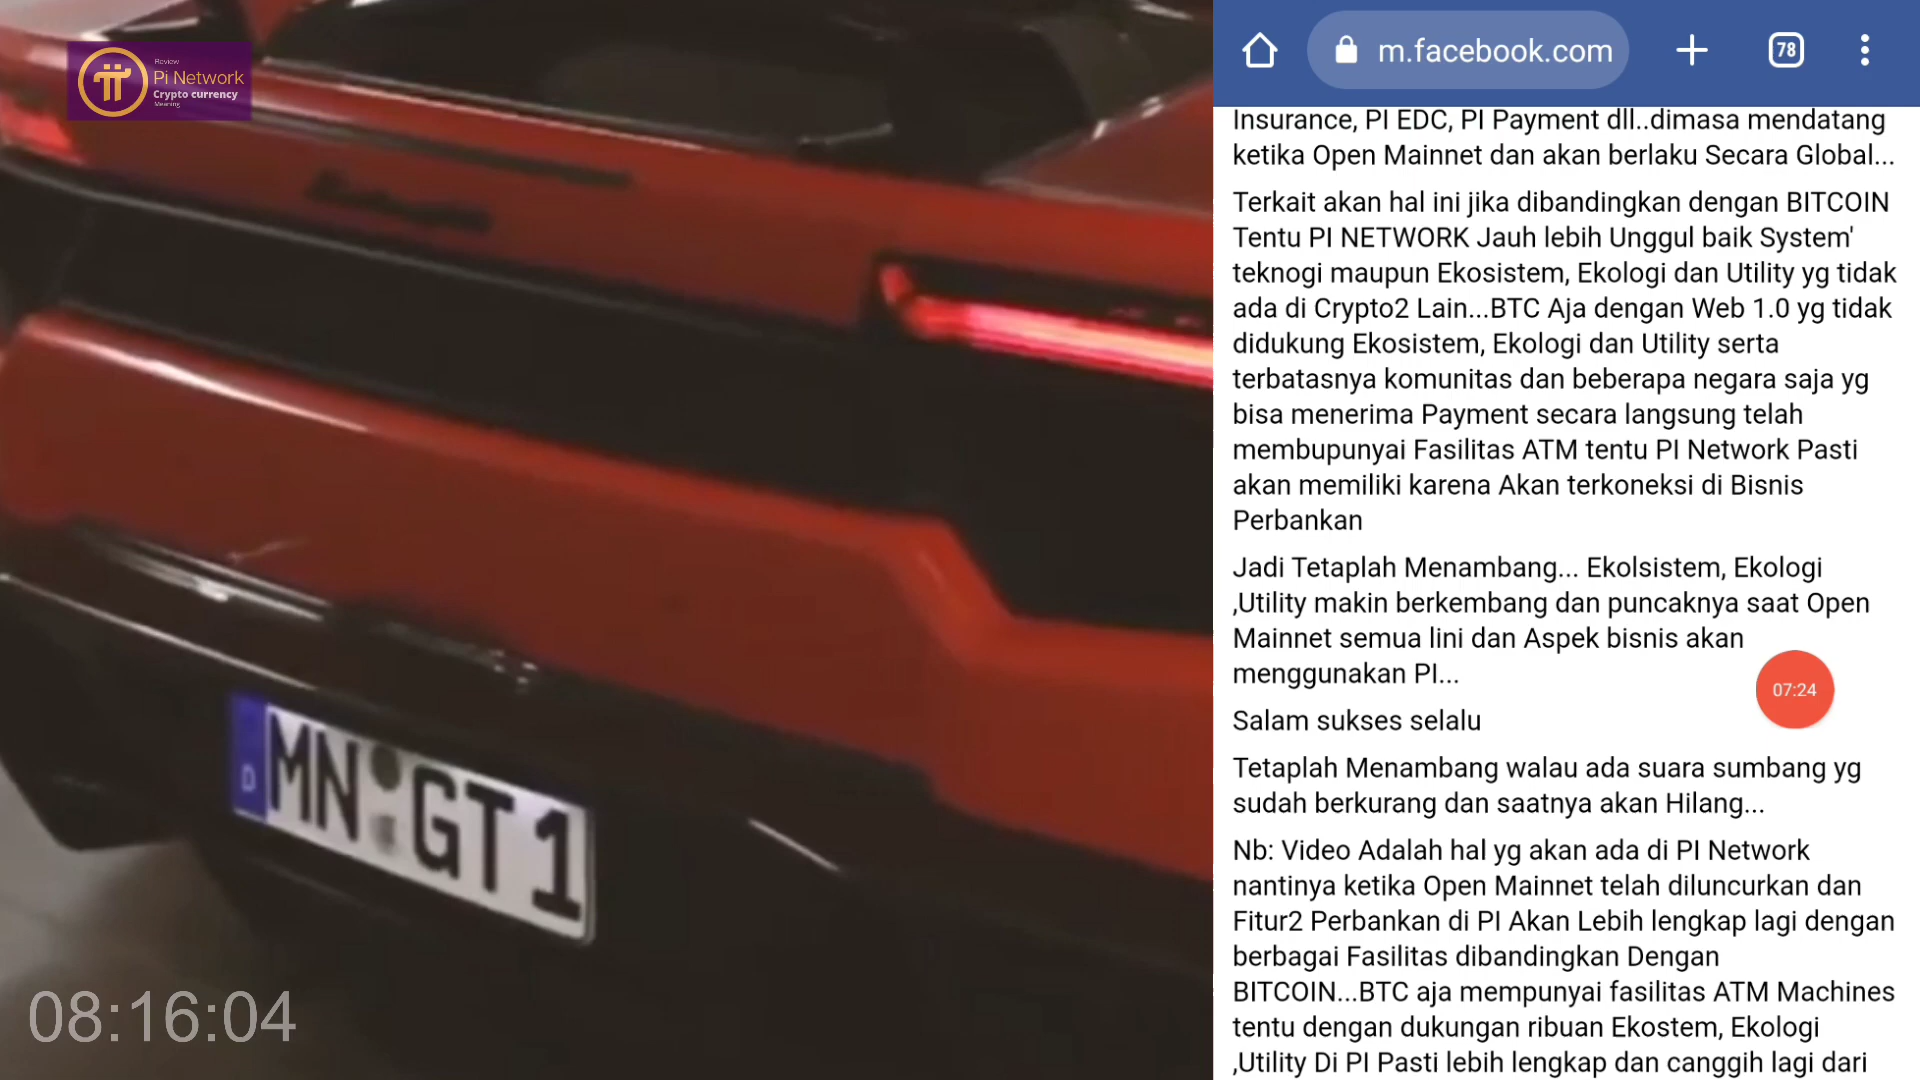 Review
Pi Network
Crypto currency
Meaning
MN GT 1
D
08:16:04
m.facebook.com
78
Insurance, PI EDC, PI Payment dll..dimasa mendatang
ketika Open Mainnet dan akan berlaku Secara Global...
Terkait akan hal ini jika dibandingkan dengan BITCOIN
Tentu PI NETWORK Jauh lebih Unggul baik System'
teknogi maupun Ekosistem, Ekologi dan Utility yg tidak
ada di Crypto2 Lain...BTC Aja dengan Web 1.0 yg tidak
didukung Ekosistem, Ekologi dan Utility serta
terbatasnya komunitas dan beberapa negara saja yg
bisa menerima Payment secara langsung telah
membupunyai Fasilitas ATM tentu PI Network Pasti
akan memiliki karena Akan terkoneksi di Bisnis
Perbankan
Jadi Tetaplah Menambang... Ekolsistem, Ekologi
,Utility makin berkembang dan puncaknya saat Open
Mainnet semua lini dan Aspek bisnis akan
menggunakan PI...
07:24
Salam sukses selalu
Tetaplah Menambang walau ada suara sumbang yg
sudah berkurang dan saatnya akan Hilang...
Nb: Video Adalah hal yg akan ada di PI Network
nantinya ketika Open Mainnet telah diluncurkan dan
Fitur2 Perbankan di PI Akan Lebih lengkap lagi dengan
berbagai Fasilitas dibandingkan Dengan
BITCOIN...BTC aja mempunyai fasilitas ATM Machines
tentu dengan dukungan ribuan Ekostem, Ekologi
,Utility Di PI Pasti lebih lengkap dan canggih lagi dari